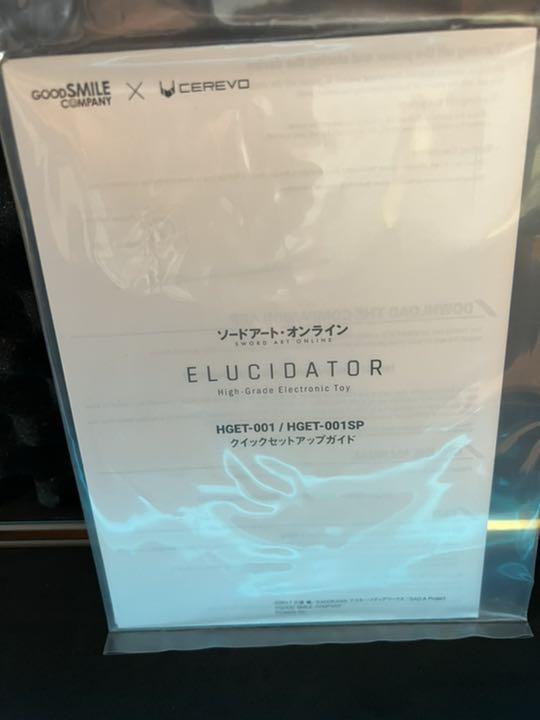 GOODSMILE COMPANY × CEREVO
ソードアート・オンライン
SWORD ART ONLINE
ELUCIDATOR
High-Grade Electronic Toy
HGET-001 / HGET-001SP
クイックセットアップガイド
GOOD SMILE COMPANY